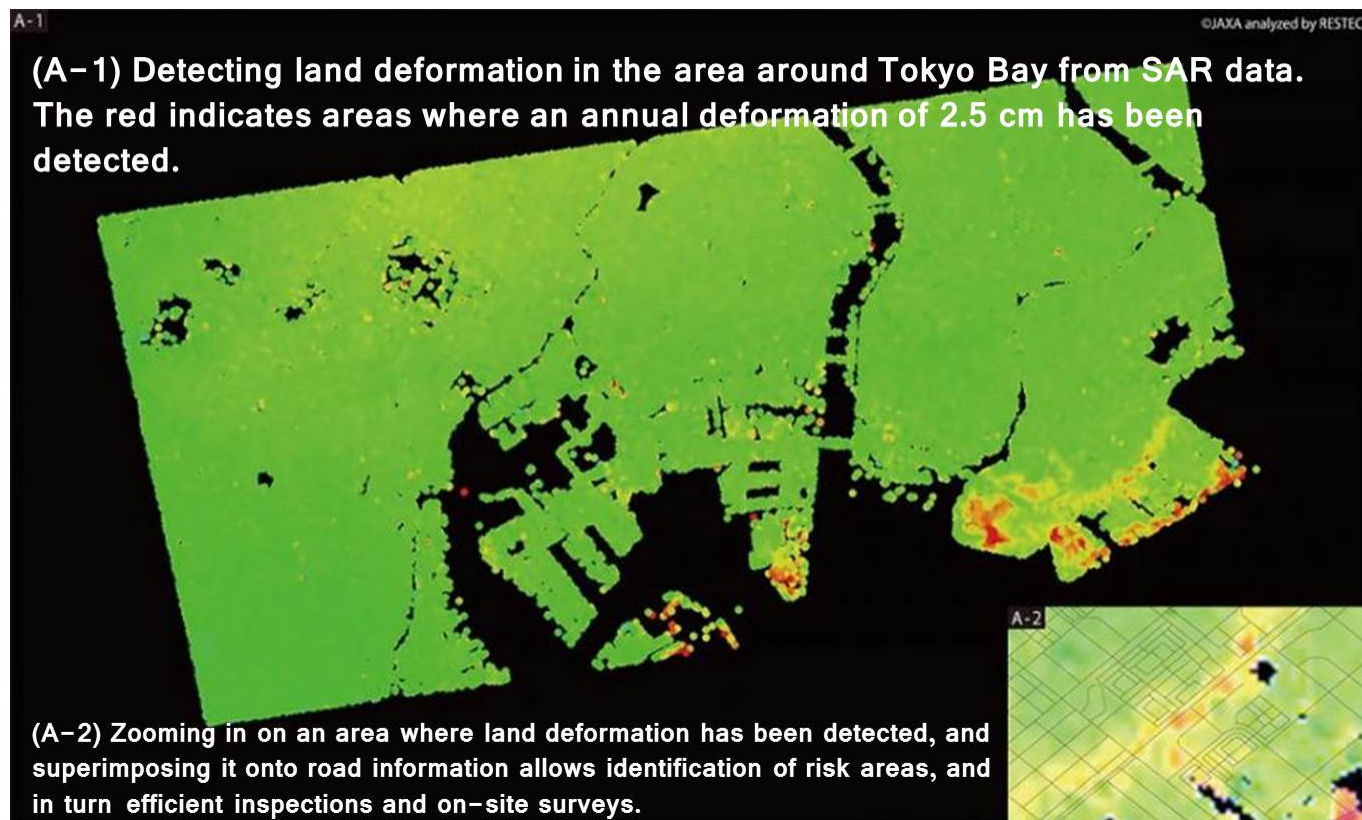 A-1
©JAXA analyzed by RESTEC
(A-1) Detecting land deformation in the area around Tokyo Bay from SAR data.
The red indicates areas where an annual deformation of 2.5 cm has been
detected.
A-2
(A-2) Zooming in on an area where land deformation has been detected, and
superimposing it onto road information allows identification of risk areas, and
in turn efficient inspections and on-site surveys.